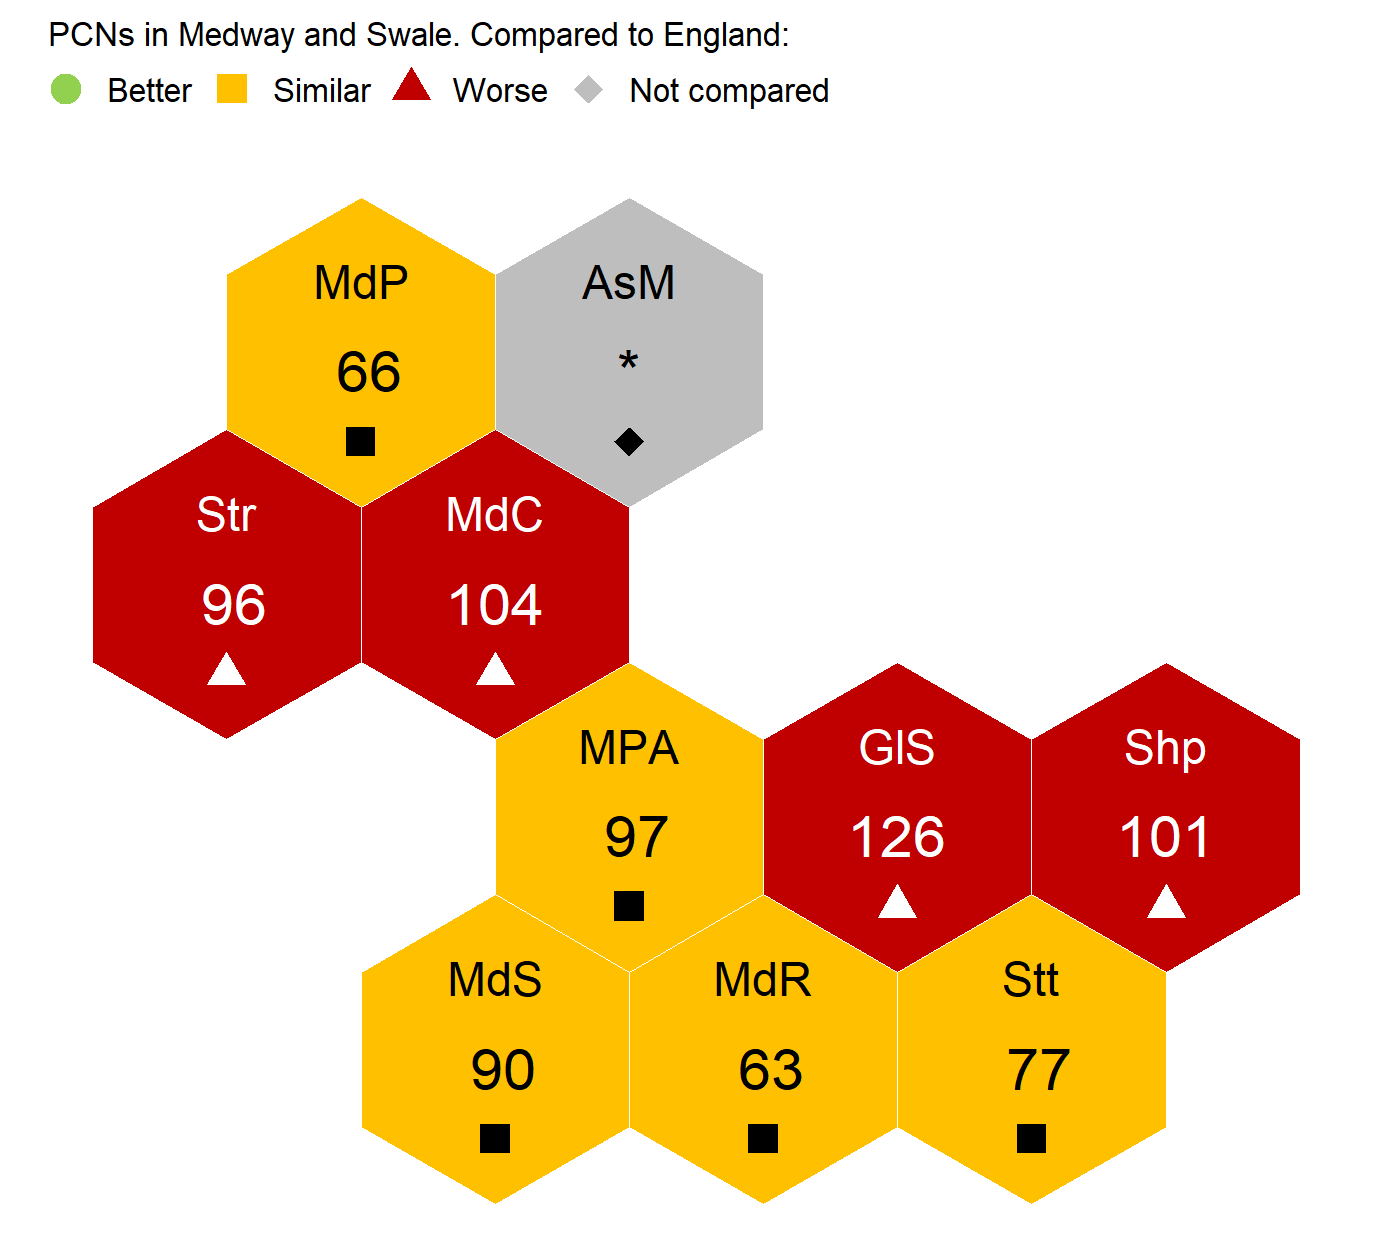 PCNs in Medway and Swale. Compared to England:
Better Similar Worse Not compared
MdP AsM
66 *
Str MdC
96 104
MPA GlS Shp
97 126 101
MdS MdR Stt
90 63 77